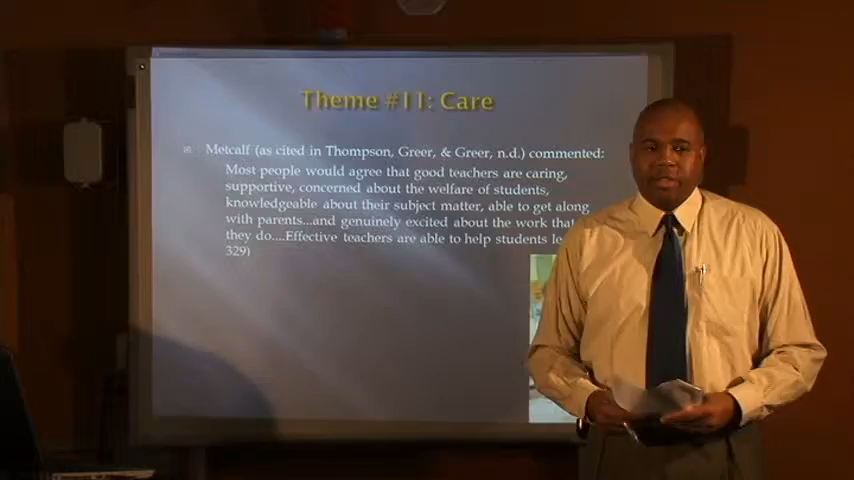 Theme #11: Care
Metcalf (as cited in Thompson, Greer, & Greer, n.d.) commented:
Most people would agree that good teachers are caring,
supportive, concerned about the welfare of students,
knowledgeable about their subject matter, able to get along
with parents...and genuinely excited about the work that
they do....Effective teachers are able to help students
329)